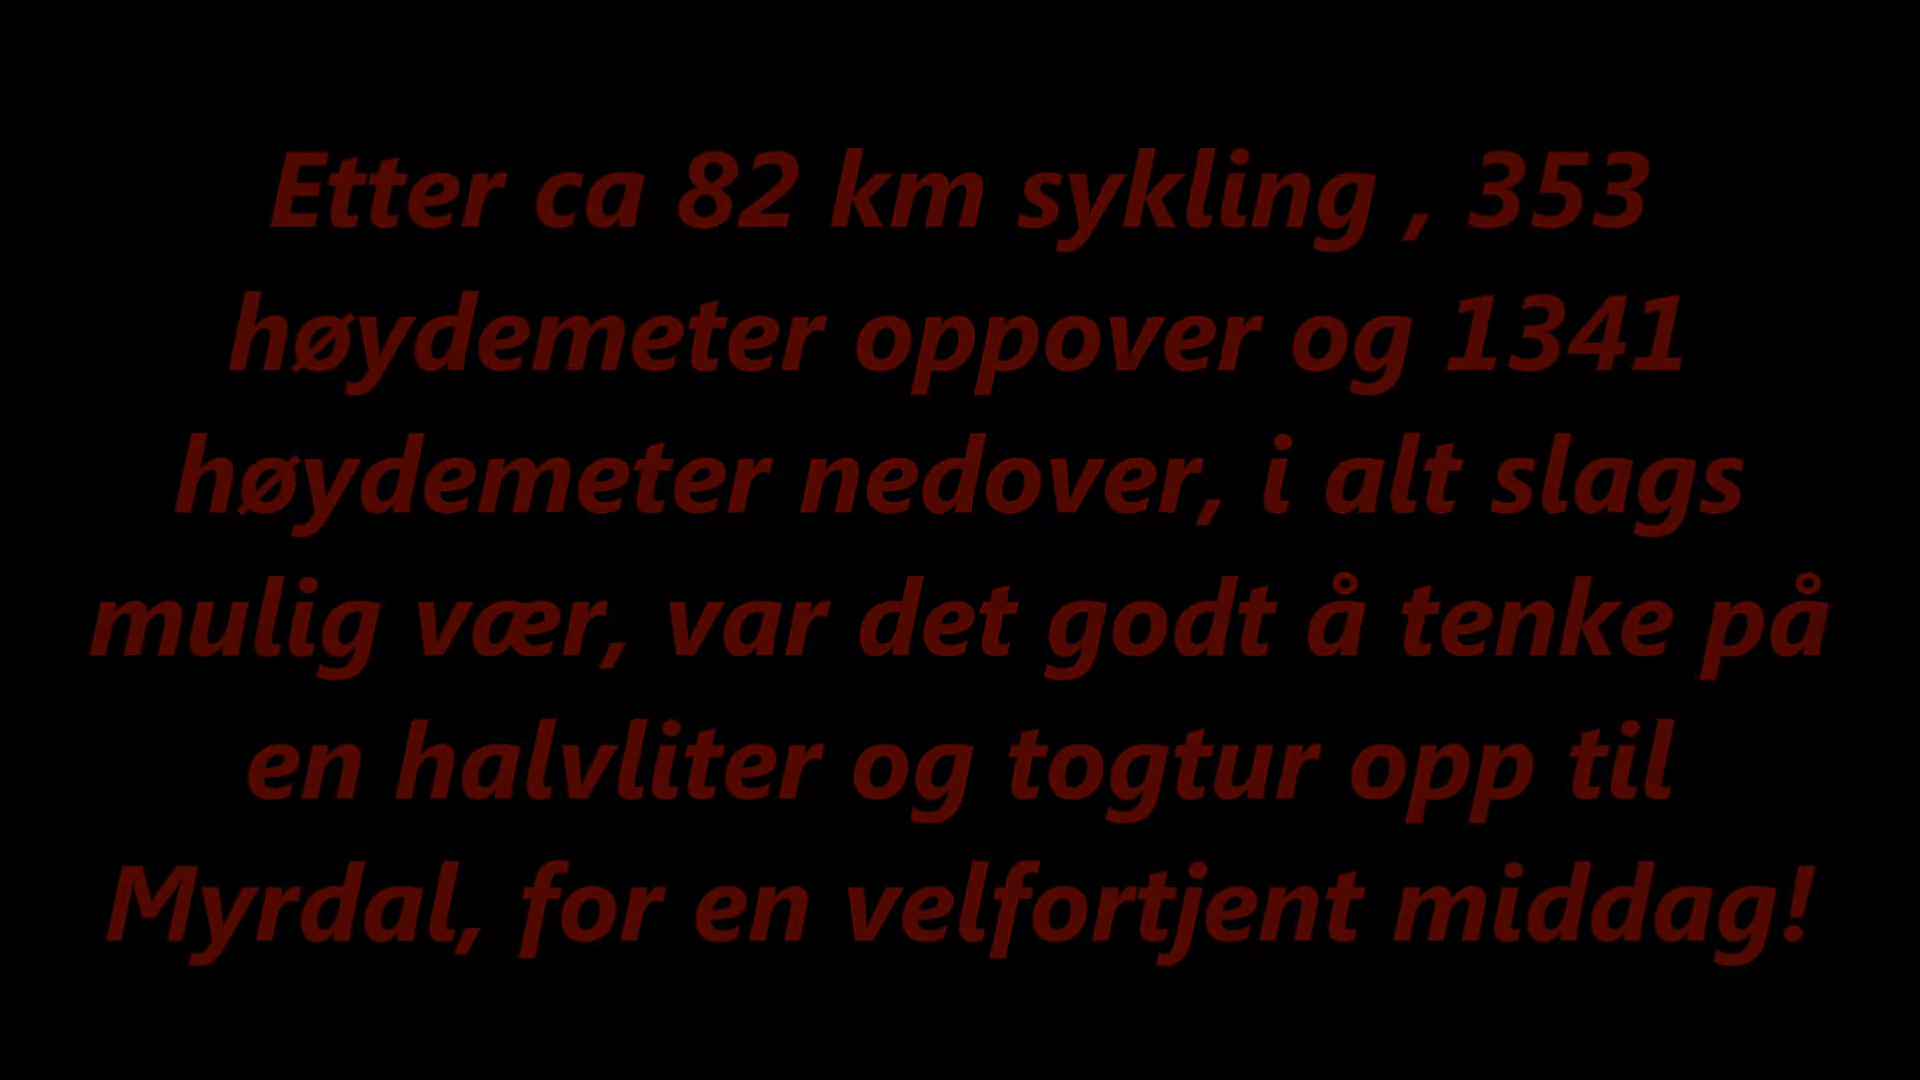 Etter ca 82 km sykling , 353
høydemeter oppover og 1341
høydemeter nedover, i alt slags
mulig vær, var det godt å tenke på
en halvliter og togtur opp til
Myrdal, for en velfortjent middag!